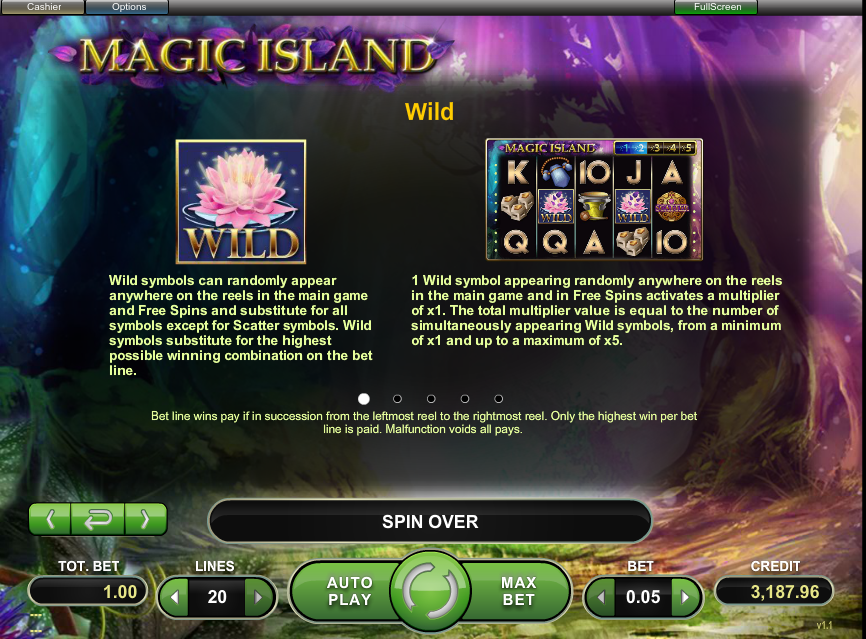 Cashier
Options
FullScreen
MAGIC ISLAND
Wild
WILD
MAGIC ISLAND 1 2 3 4 5
K 10 J A
WILD WILD SCATTER
Q Q A 10
Wild symbols can randomly appear
anywhere on the reels in the main game
and Free Spins and substitute for all
symbols except for Scatter symbols. Wild
symbols substitute for the highest
possible winning combination on the bet
line.
1 Wild symbol appearing randomly anywhere on the reels
in the main game and in Free Spins activates a multiplier
of x1. The total multiplier value is equal to the number of
simultaneously appearing Wild symbols, from a minimum
of x1 and up to a maximum of x5.
Bet line wins pay if in succession from the leftmost reel to the rightmost reel. Only the highest win per bet
line is paid. Malfunction voids all pays.
SPIN OVER
TOT. BET
1.00
LINES
20
AUTO
PLAY
MAX
BET
BET
0.05
CREDIT
3,187.96
v1.1